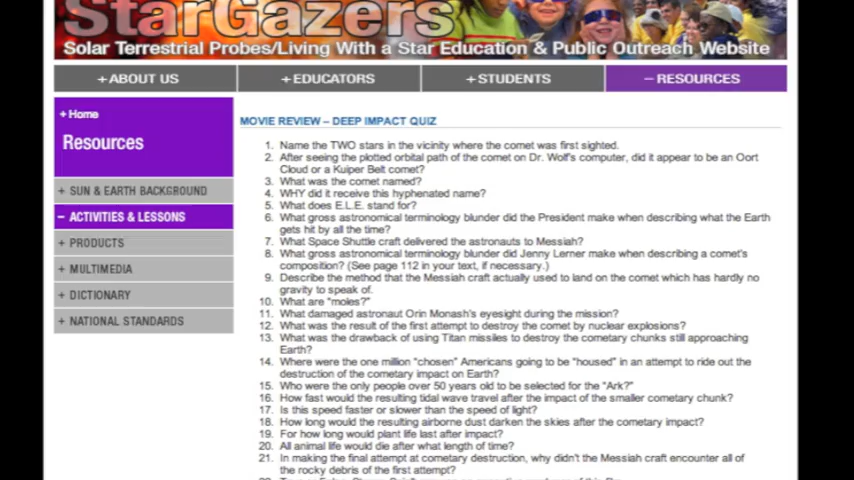 StarGazers
Solar Terrestrial Probes/Living With a Star Education & Public Outreach Website
+ABOUT US
+EDUCATORS
+STUDENTS
–RESOURCES
+ Home
Resources
+ SUN & EARTH BACKGROUND
– ACTIVITIES & LESSONS
+ PRODUCTS
+ MULTIMEDIA
+ DICTIONARY
+ NATIONAL STANDARDS
MOVIE REVIEW – DEEP IMPACT QUIZ
1. Name the TWO stars in the vicinity where the comet was first sighted.
2. After seeing the plotted orbital path of the comet on Dr. Wolf's computer, did it appear to be an Oort
Cloud or a Kuiper Belt comet?
3. What was the comet named?
4. WHY did it receive this hyphenated name?
5. What does E.L.E. stand for?
6. What gross astronomical terminology blunder did the President make when describing what the Earth
gets hit by all the time?
7. What Space Shuttle craft delivered the astronauts to Messiah?
8. What gross astronomical terminology blunder did Jenny Lerner make when describing a comet's
composition? (See page 112 in your text, if necessary.)
9. Describe the method that the Messiah craft actually used to land on the comet which has hardly no
gravity to speak of.
10. What are "moles?"
11. What damaged astronaut Orin Monash's eyesight during the mission?
12. What was the result of the first attempt to destroy the comet by nuclear explosions?
13. What was the drawback of using Titan missiles to destroy the cometary chunks still approaching
Earth?
14. Where were the one million "chosen" Americans going to be "housed" in an attempt to ride out the
destruction of the cometary impact on Earth?
15. Who were the only people over 50 years old to be selected for the "Ark?"
16. How fast would the resulting tidal wave travel after the impact of the smaller cometary chunk?
17. Is this speed faster or slower than the speed of light?
18. How long would the resulting airborne dust darken the skies after the cometary impact?
19. For how long would plant life last after impact?
20. All animal life would die after what length of time?
21. In making the final attempt at cometary destruction, why didn't the Messiah craft encounter all of
the rocky debris of the first attempt?